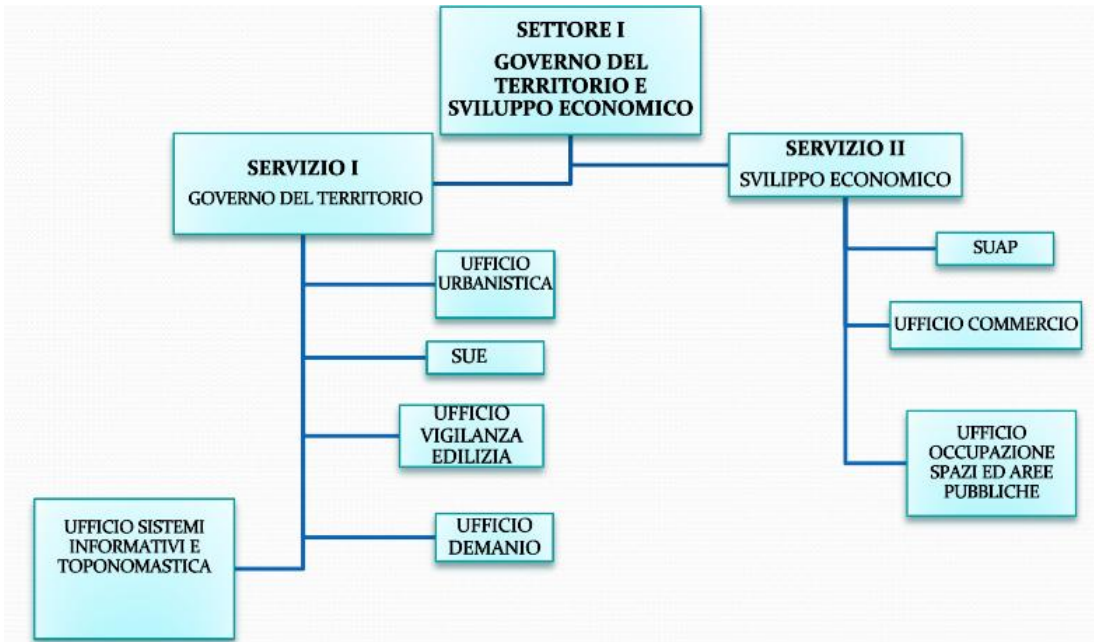 SETTORE I
GOVERNO DEL
TERRITORIO E
SVILUPPO ECONOMICO
SERVIZIO I
GOVERNO DEL TERRITORIO
SERVIZIO II
SVILIPPO ECONOMICO
UFFICIO
URBANISTICA
SUE
UFFICIO
VIGILANZA
EDILIZIA
UFFICIO
DEMANIO
UFFICIO SISTEMI
INFORMATIVI E
TOPONOMASTICA
SUAP
UFFICIO COMMERCIO
UFFICIO
OCCUPAZIONE
SPAZI ED AREE
PUBBLICHE